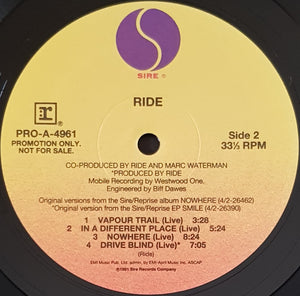 SIRE ®
RIDE
r
PRO-A-4961
PROMOTION ONLY.
NOT FOR SALE.
Side 2
33⅓ RPM
CO-PRODUCED BY RIDE AND MARC WATERMAN
*PRODUCED BY RIDE
Mobile Recording by Westwood One,
Engineered by Biff Dawes
Original versions from the Sire/Reprise album NOWHERE (4/2-26462)
*Original version from the Sire/Reprise EP SMILE (4/2-26390)
1 VAPOUR TRAIL (Live) 3:28
2 IN A DIFFERENT PLACE (Live) 5:24
3 NOWHERE (Live) 6:00
4 DRIVE BLIND (Live)* 7:05
(Ride)
EMI Music Pub. Ltd. admin. by EMI-April Music Inc. ASCAP.
℗1991 Sire Records Company